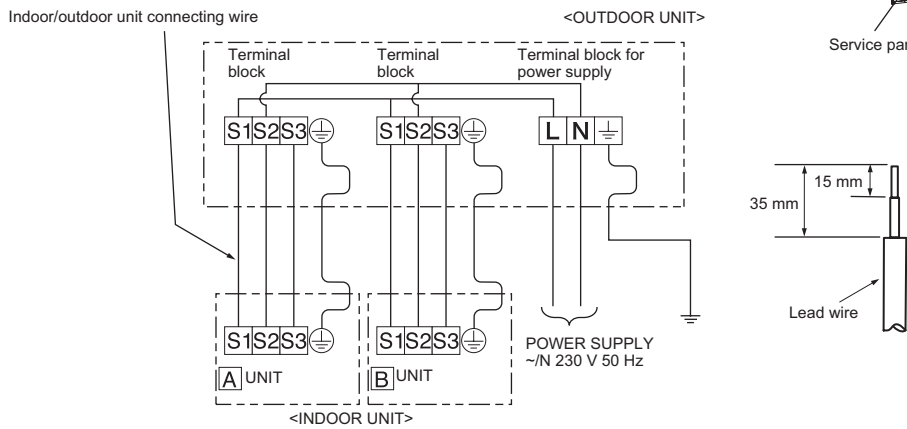 Indoor/outdoor unit connecting wire
<OUTDOOR UNIT>
Service par
Terminal
block
Terminal
block
Terminal block for
power supply
S1 S2 S3
S1 S2 S3
L N
15 mm
35 mm
Lead wire
S1 S2 S3
S1 S2 S3
A UNIT
B UNIT
POWER SUPPLY
~/N 230 V 50 Hz
<INDOOR UNIT>